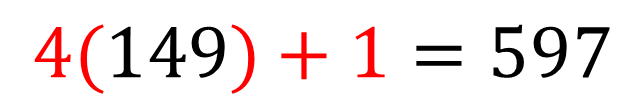 4(149) + 1 = 597